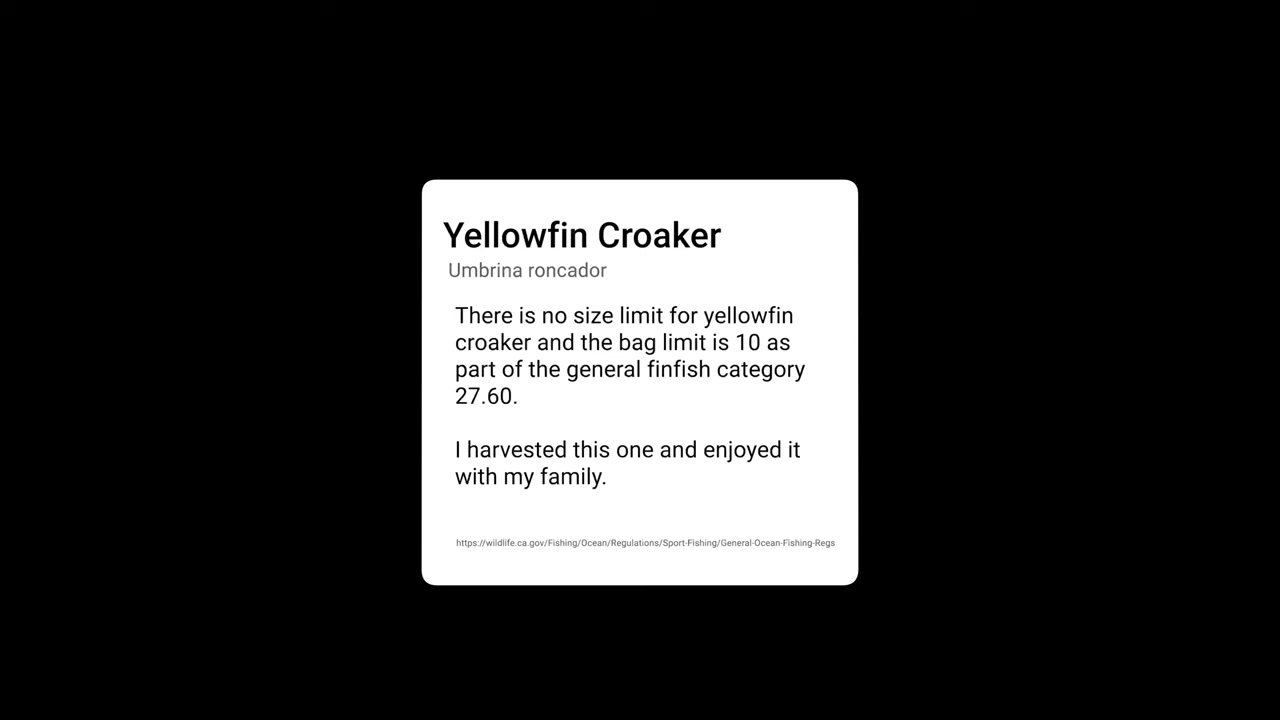 Yellowfin Croaker
Umbrina roncador
There is no size limit for yellowfin
croaker and the bag limit is 10 as
part of the general finfish category
27.60.
I harvested this one and enjoyed it
with my family.
https://wildlife.ca.gov/Fishing/Ocean/Regulations/Sport-Fishing/General-Ocean-Fishing-Regs